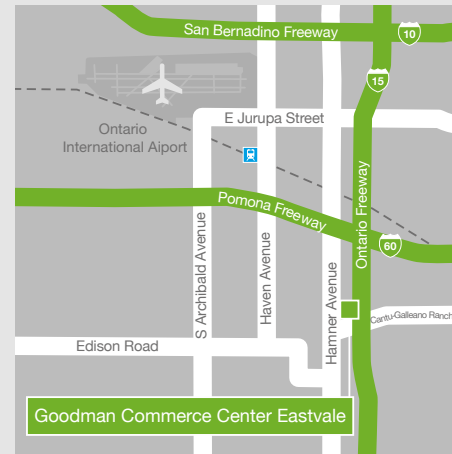 San Bernadino Freeway
10
15
E Jurupa Street
Ontario
International Aiport
Pomona Freeway
Ontario Freeway
60
S Archibald Avenue
Haven Avenue
Hamner Avenue
Cantu-Galleano Ranch
Edison Road
Goodman Commerce Center Eastvale